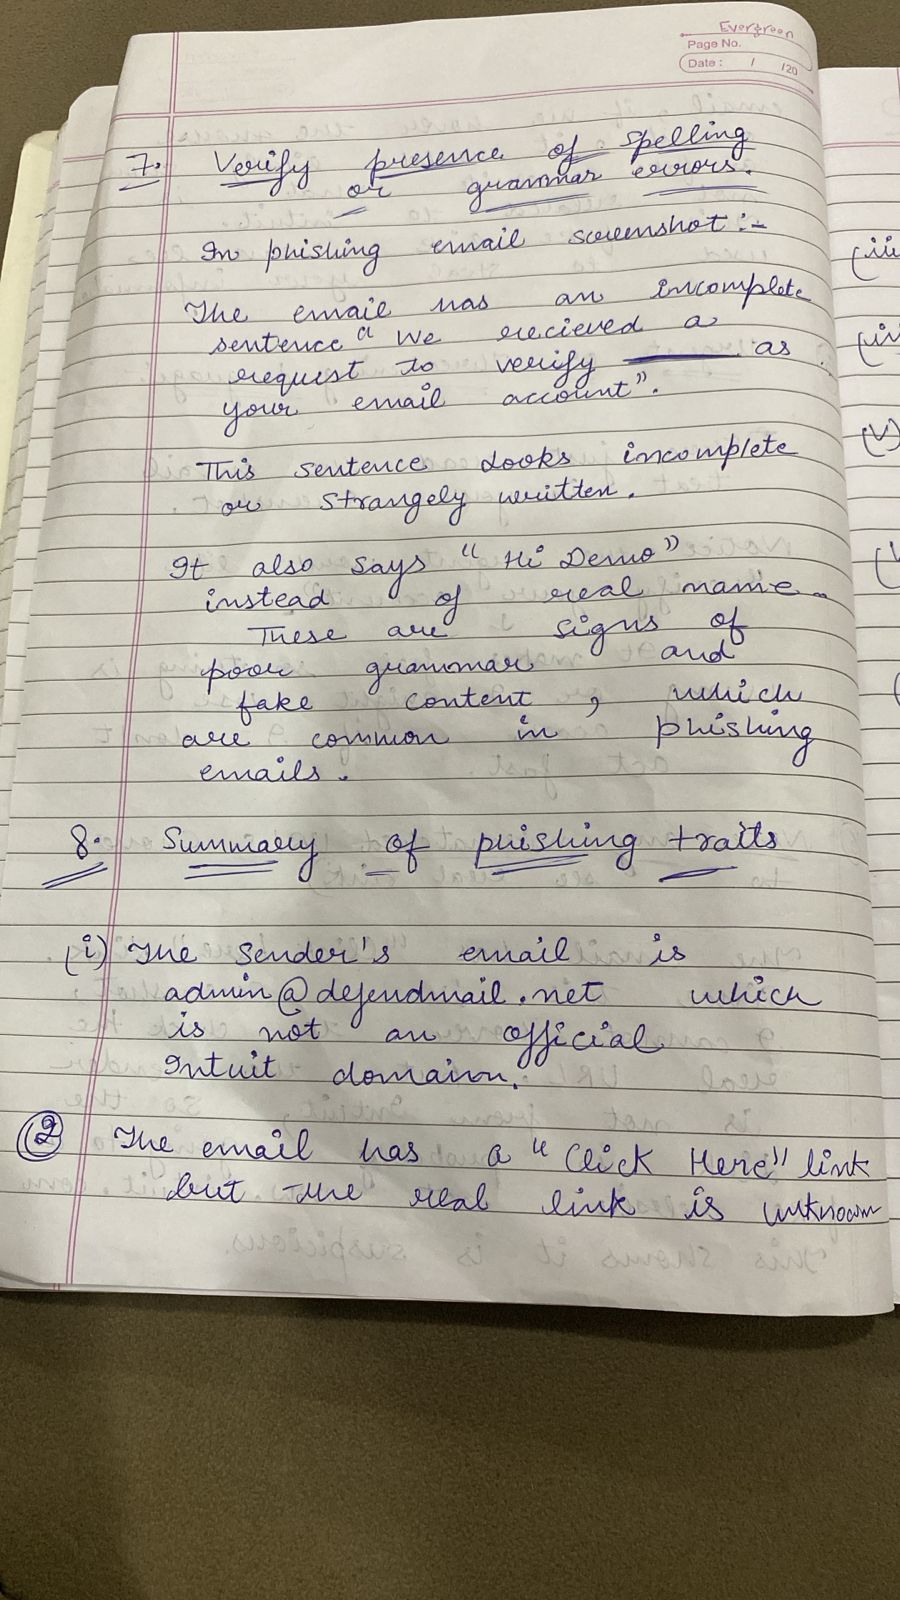 Evergreen
Page No.
Date : / /20
7. Verify presence of spelling
or grammar errors.
In phishing email screenshot :-
The email has an incomplete
sentence " We recieved a
request to verify ______ as
your email account".
This sentence looks incomplete
or strangely written.
It also says " Hi Demo"
instead of real name.
These are signs of
poor grammar and
fake content , which
are common in phishing
emails.
8. Summary of phishing traits
(i) The Sender's email is
admin@defendmail.net which
is not an official
Intuit domain.
(2) The email has a " Click Here" link
but the real link is unknown
(iii
(iv
(v)